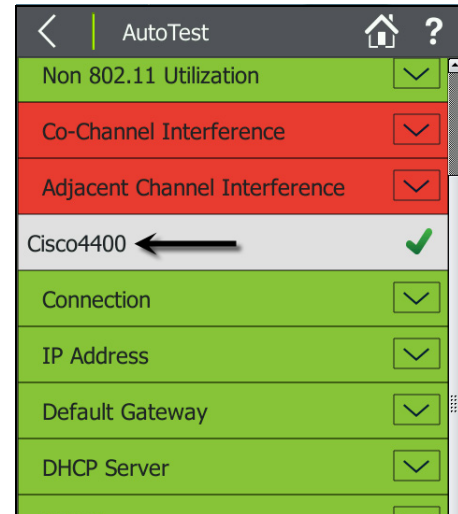 AutoTest
?
Non 802.11 Utilization
Co-Channel Interference
Adjacent Channel Interference
Cisco4400
Connection
IP Address
Default Gateway
DHCP Server